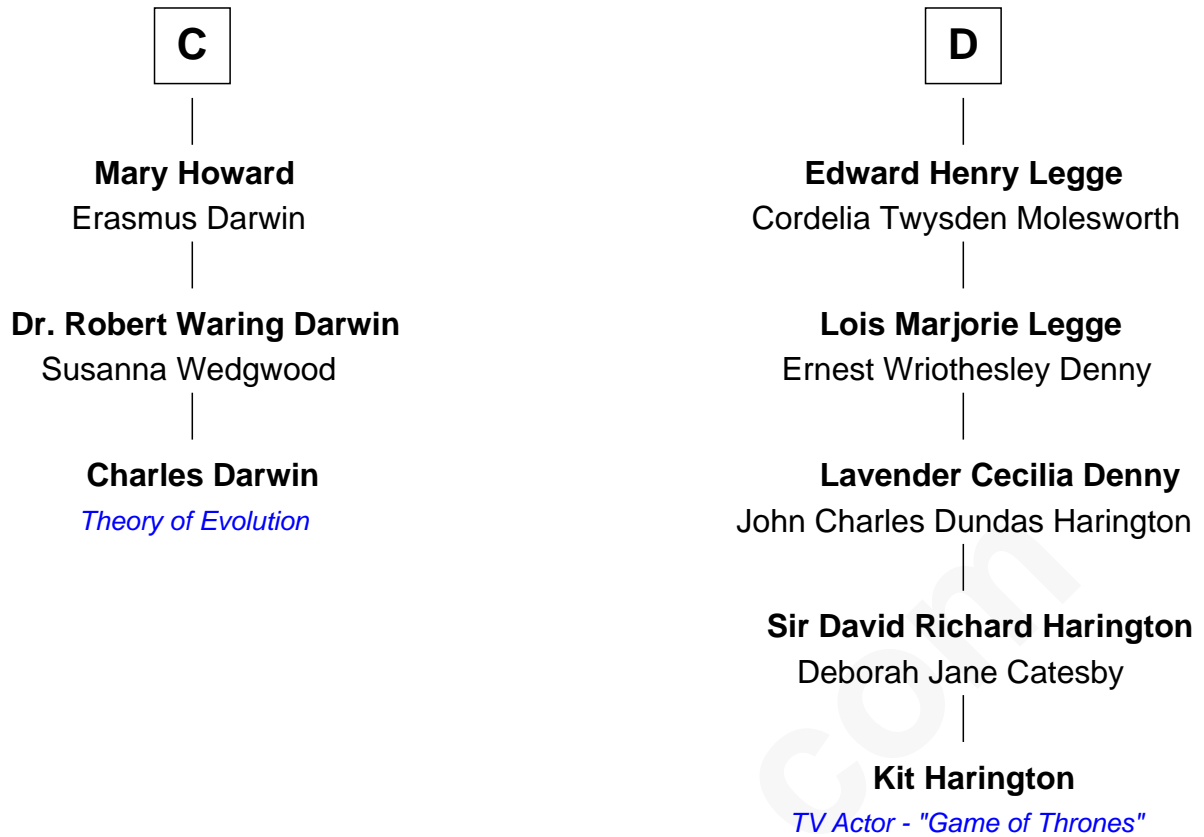 C
Mary Howard
Erasmus Darwin
Dr. Robert Waring Darwin
Susanna Wedgwood
Charles Darwin
Theory of Evolution
D
Edward Henry Legge
Cordelia Twysden Molesworth
Lois Marjorie Legge
Ernest Wriothesley Denny
Lavender Cecilia Denny
John Charles Dundas Harington
Sir David Richard Harington
Deborah Jane Catesby
Kit Harington
TV Actor - "Game of Thrones"
com